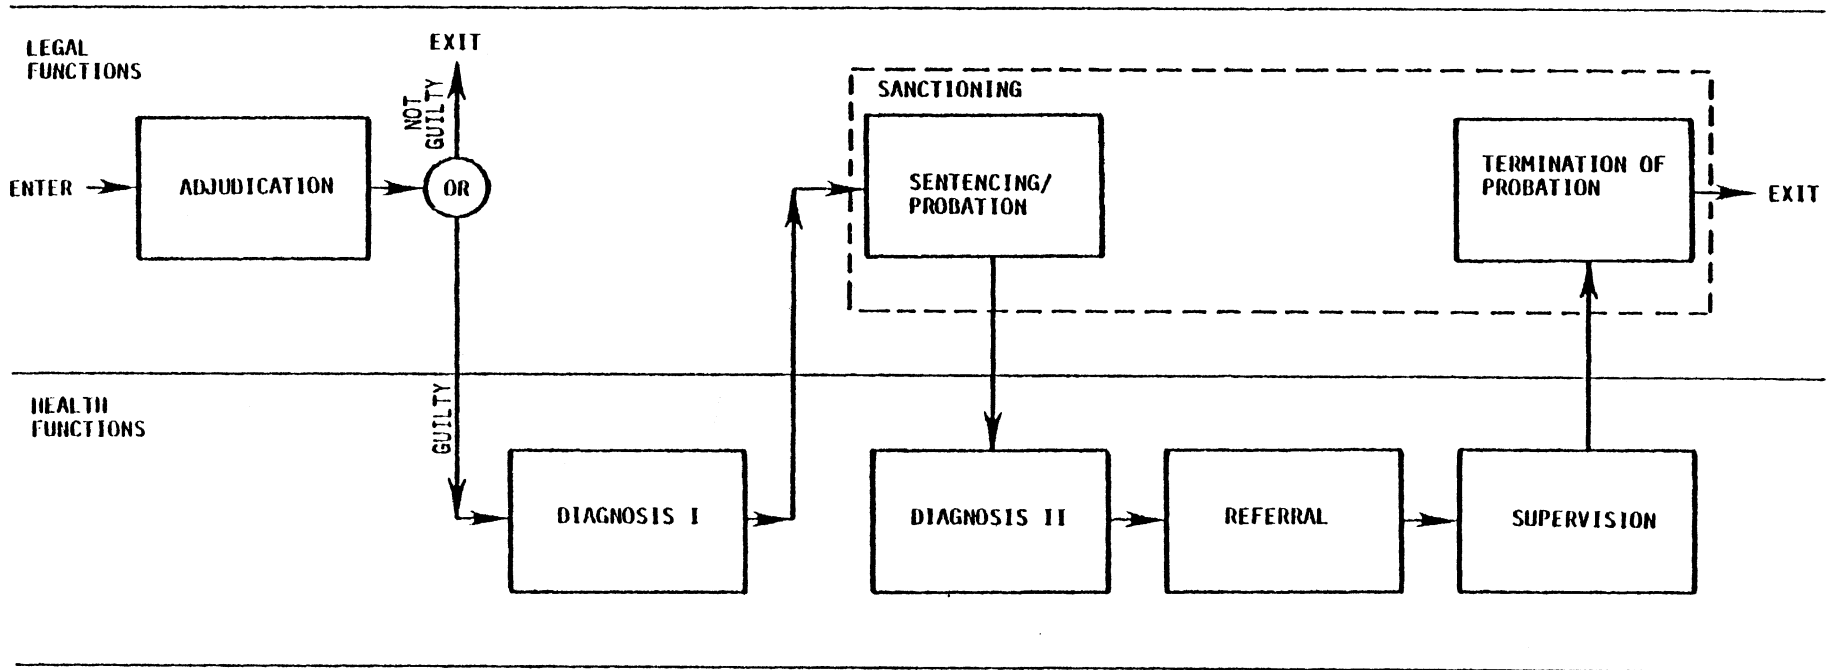 LEGAL
FUNCTIONS
EXIT
NOT
GUILTY
ENTER
ADJUDICATION
OR
SANCTIONING
SENTENCING/
PROBATION
TERMINATION OF
PROBATION
EXIT
HEALTH
FUNCTIONS
GUILTY
DIAGNOSIS I
DIAGNOSIS II
REFERRAL
SUPERVISION